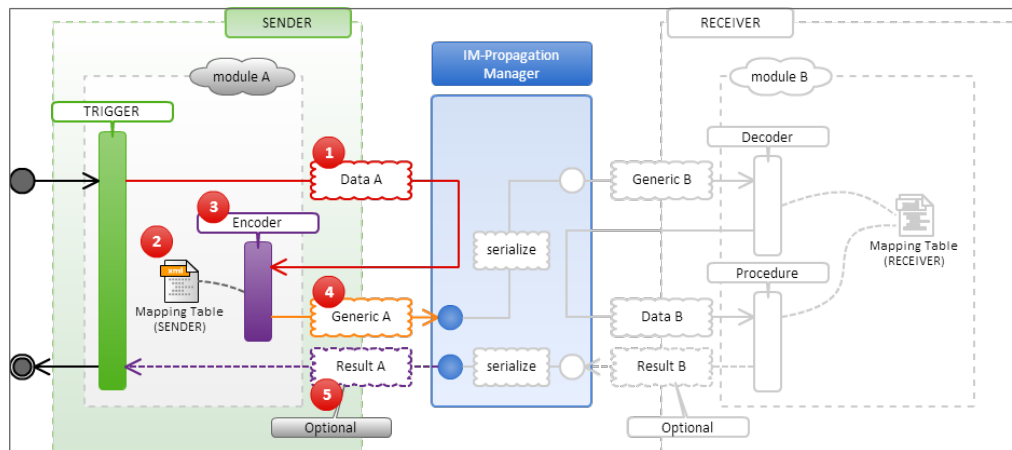 SENDER
RECEIVER
IM-Propagation
Manager
module A
module B
TRIGGER
Decoder
1
Data A
Generic B
3
Encoder
2
serialize
xml
Mapping Table
(SENDER)
Mapping Table
(RECEIVER)
Procedure
4
Generic A
Data B
Result A
serialize
Result B
5
Optional
Optional